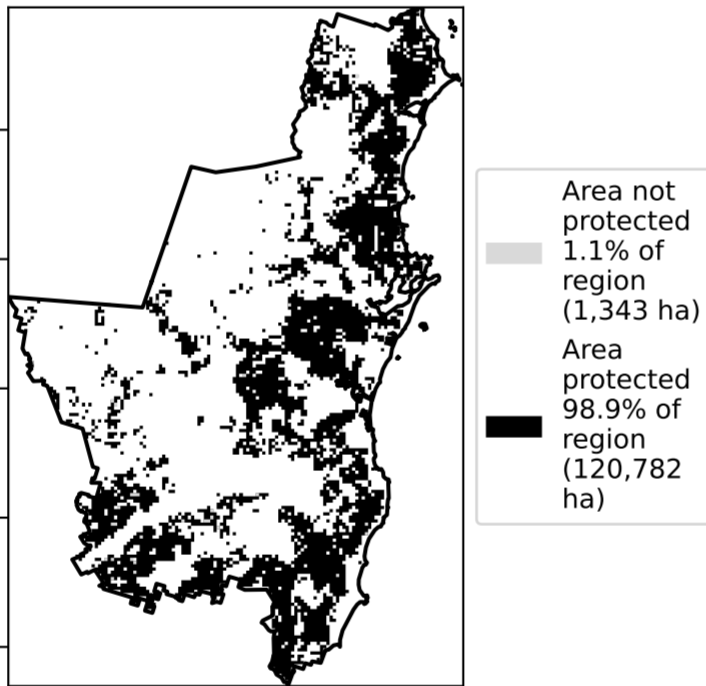 Area not
protected
1.1% of
region
(1,343 ha)
Area
protected
98.9% of
region
(120,782
ha)